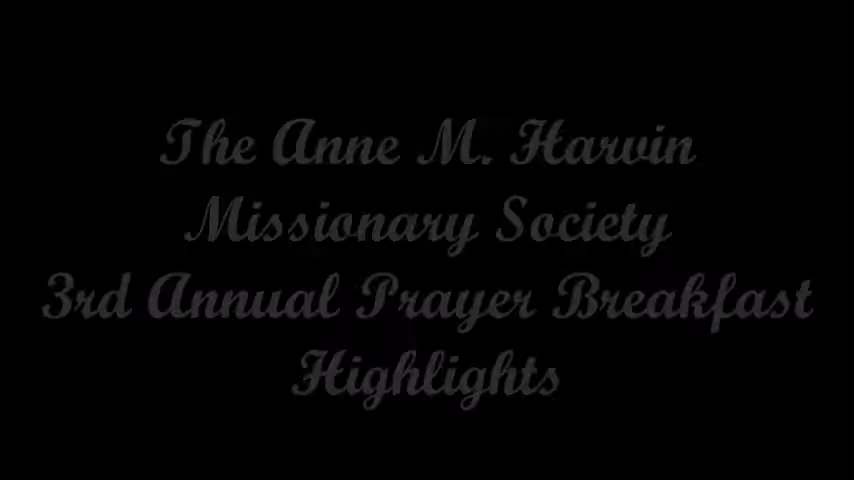 The Anne M. Harvin
Missionary Society
3rd Annual Prayer Breakfast
Highlights